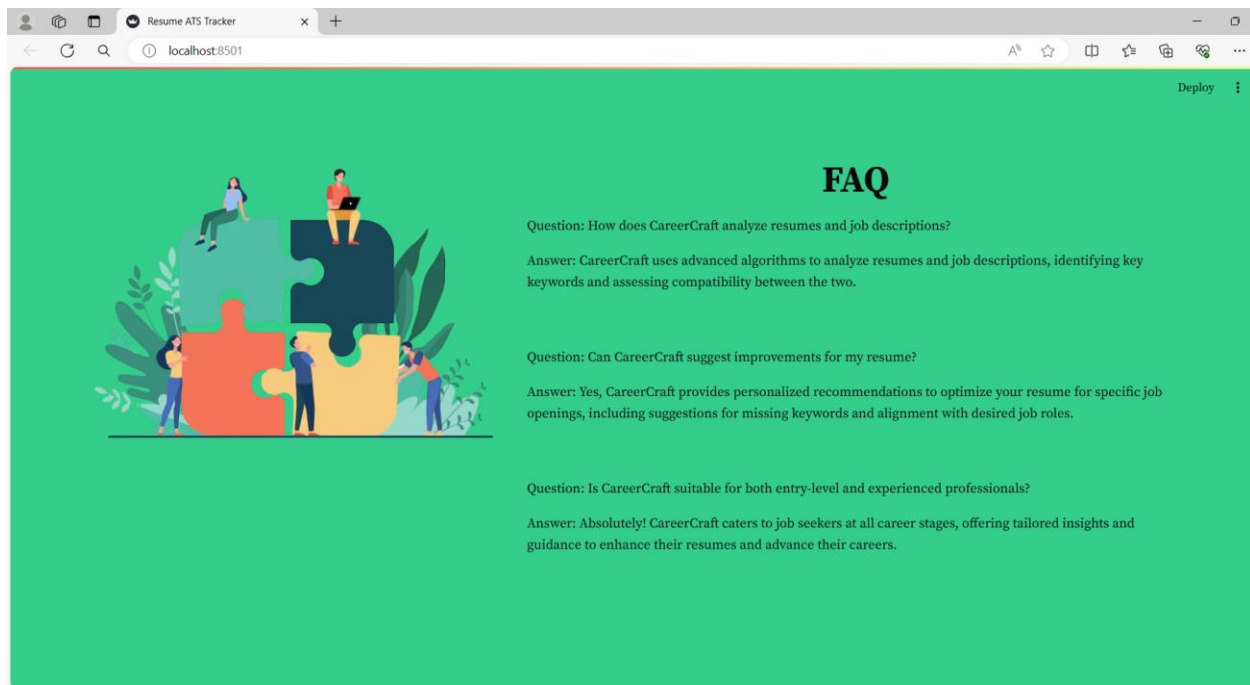 Resume ATS Tracker
localhost:8501
Deploy
FAQ
Question: How does CareerCraft analyze resumes and job descriptions?
Answer: CareerCraft uses advanced algorithms to analyze resumes and job descriptions, identifying key
keywords and assessing compatibility between the two.
Question: Can CareerCraft suggest improvements for my resume?
Answer: Yes, CareerCraft provides personalized recommendations to optimize your resume for specific job
openings, including suggestions for missing keywords and alignment with desired job roles.
Question: Is CareerCraft suitable for both entry-level and experienced professionals?
Answer: Absolutely! CareerCraft caters to job seekers at all career stages, offering tailored insights and
guidance to enhance their resumes and advance their careers.